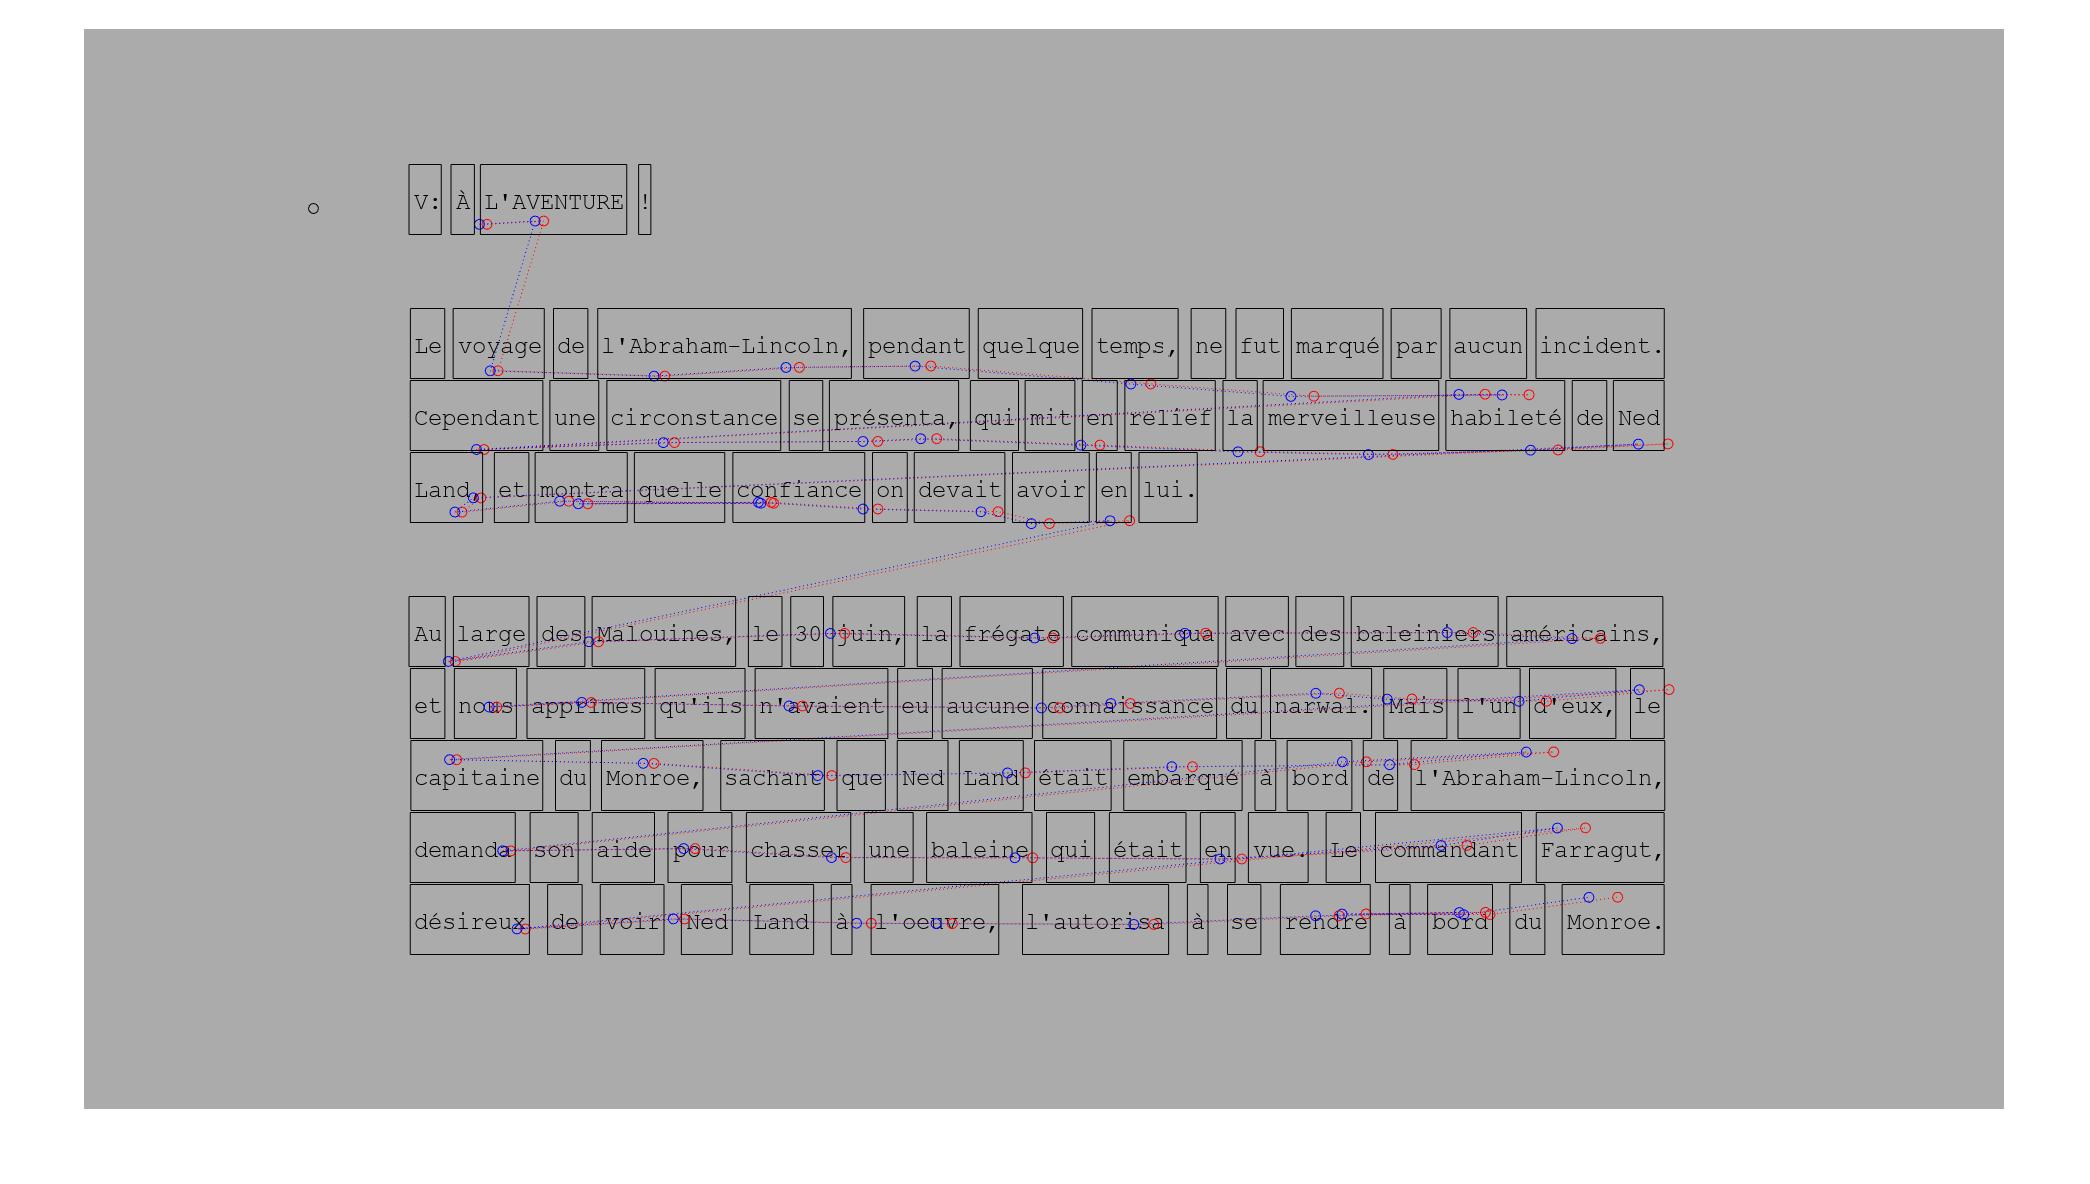 V: À L'AVENTURE !
Le voyage de l'Abraham-Lincoln, pendant quelque temps, ne fut marqué par aucun incident.
Cependant une circonstance se présenta, qui mit en relief la merveilleuse habileté de Ned
Land, et montra quelle confiance on devait avoir en lui.
Au large des Malouines, le 30 juin, la frégate communiqua avec des baleiniers américains,
et nous apprîmes qu'ils n'avaient eu aucune connaissance du narwal. Mais l'un d'eux, le
capitaine du Monroe, sachant que Ned Land était embarqué à bord de l'Abraham-Lincoln,
demanda son aide pour chasser une baleine qui était en vue. Le commandant Farragut,
désireux de voir Ned Land à l'oeuvre, l'autorisa à se rendre à bord du Monroe.